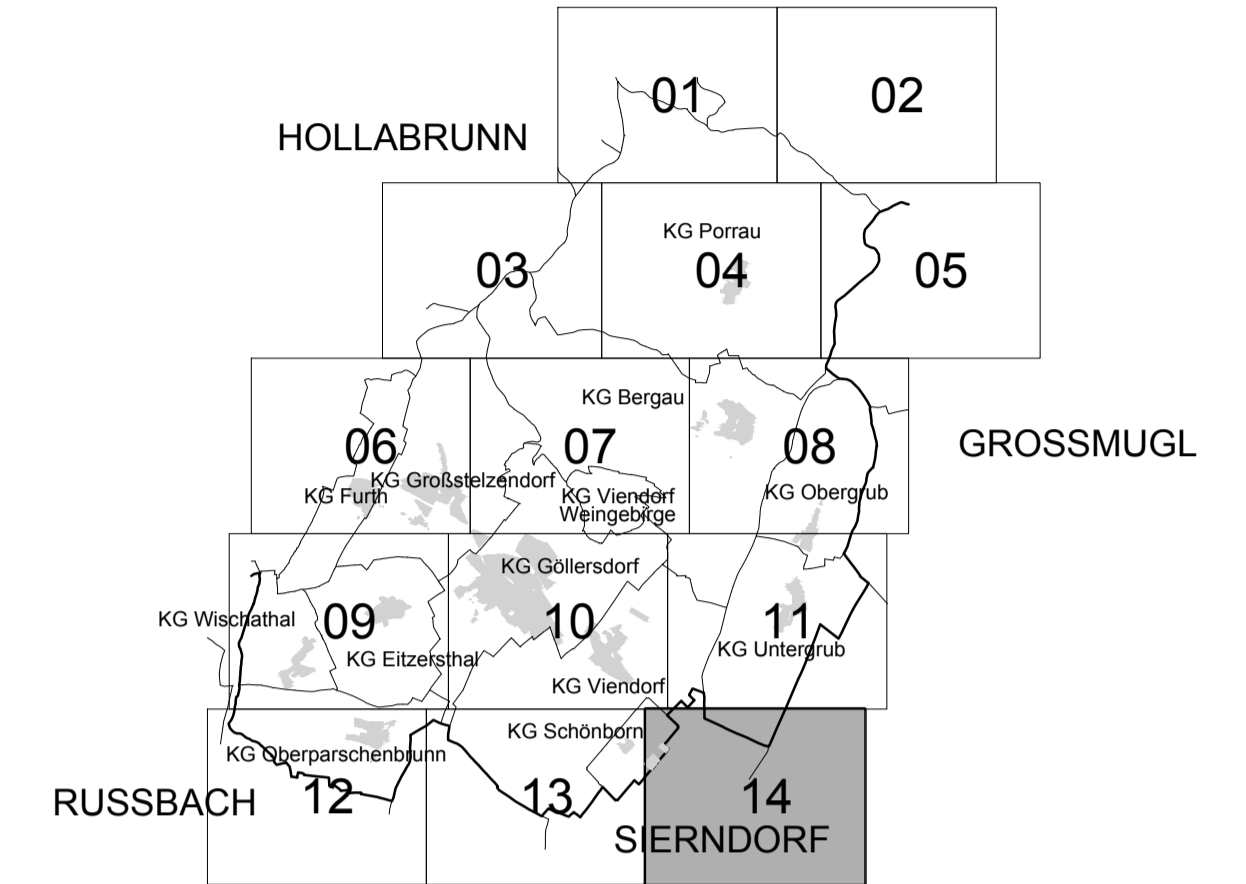 01
02
HOLLABRUNN
KG Porrau
03
04
05
KG Bergau
06
07
08
GROSSMUGL
KG Großstelzendorf
KG Furth
KG Viendorf
Weingebirge
KG Obergrub
KG Göllersdorf
KG Wischathal
09
10
11
KG Eitzersthal
KG Untergrub
KG Viendorf
KG Schönborn
KG Oberparschenbrunn
RUSSBACH
12
13
14
SIERNDORF